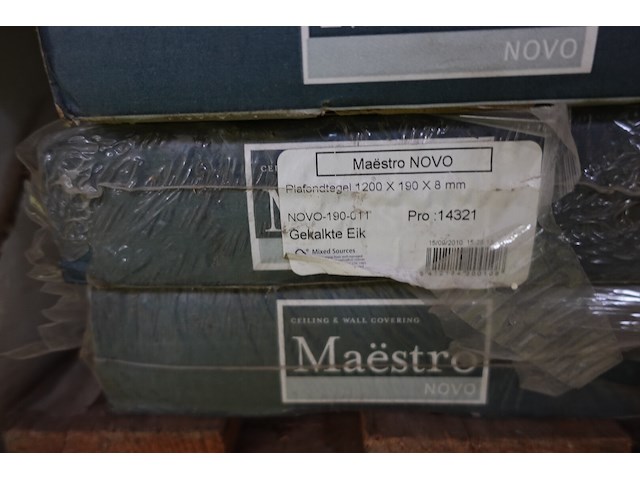 NOVO
Maëstro NOVO
Plafondtegel 1200 X 190 X 8 mm
NOVO-190-011 Pro :14321
Gekalkte Eik
Mixed Sources
CEILING & WALL COVERING
Maëstro
NOVO